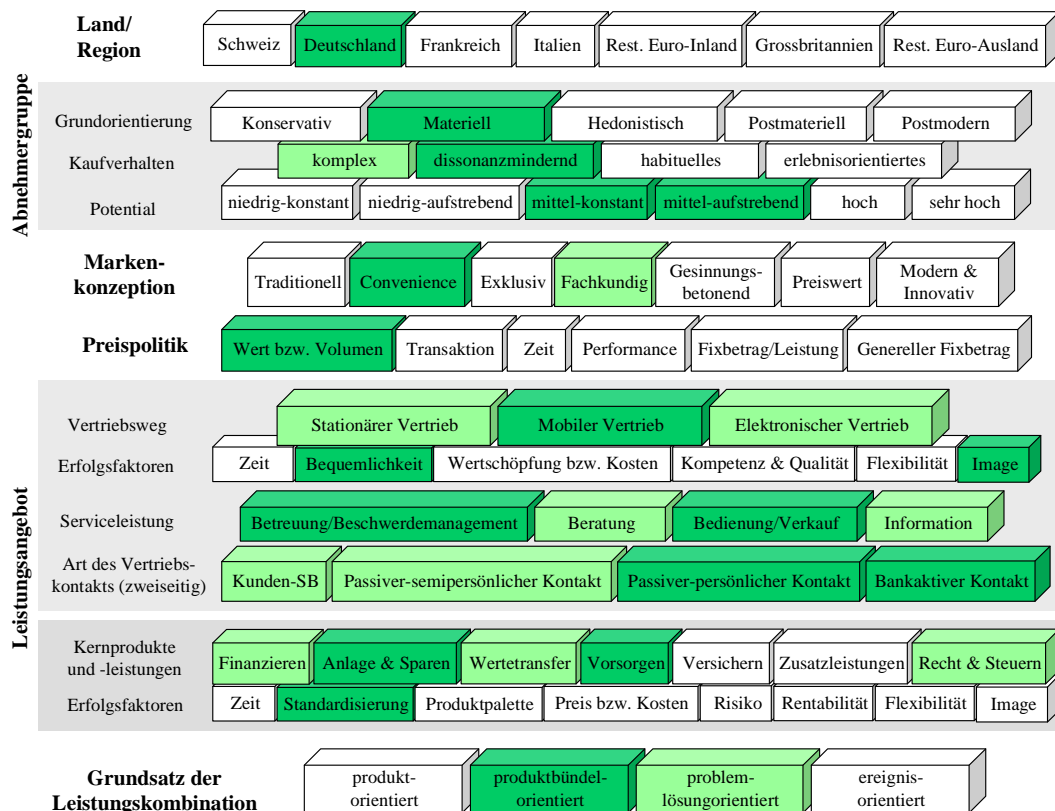 Land/
Region
Schweiz Deutschland Frankreich Italien Rest. Euro-Inland Grossbritannien Rest. Euro-Ausland
Abnehmergruppe
Grundorientierung Konservativ Materiell Hedonistisch Postmateriell Postmodern
Kaufverhalten komplex dissonanzmindernd habituelles erlebnisorientiertes
Potential niedrig-konstant niedrig-aufstrebend mittel-konstant mittel-aufstrebend hoch sehr hoch
Marken-
konzeption
Traditionell Convenience Exklusiv Fachkundig Gesinnungs-
betonend Preiswert Modern &
Innovativ
Preispolitik Wert bzw. Volumen Transaktion Zeit Performance Fixbetrag/Leistung Genereller Fixbetrag
Leistungsangebot
Vertriebsweg Stationärer Vertrieb Mobiler Vertrieb Elektronischer Vertrieb
Erfolgsfaktoren Zeit Bequemlichkeit Wertschöpfung bzw. Kosten Kompetenz & Qualität Flexibilität Image
Serviceleistung Betreuung/Beschwerdemanagement Beratung Bedienung/Verkauf Information
Art des Vertriebs-
kontakts (zweiseitig) Kunden-SB Passiver-semipersönlicher Kontakt Passiver-persönlicher Kontakt Bankaktiver Kontakt
Kernprodukte
und -leistungen Finanzieren Anlage & Sparen Wertetransfer Vorsorgen Versichern Zusatzleistungen Recht & Steuern
Erfolgsfaktoren Zeit Standardisierung Produktpalette Preis bzw. Kosten Risiko Rentabilität Flexibilität Image
Grundsatz der
Leistungskombination
produkt-
orientiert
produktbündel-
orientiert
problem-
lösungorientiert
ereignis-
orientiert